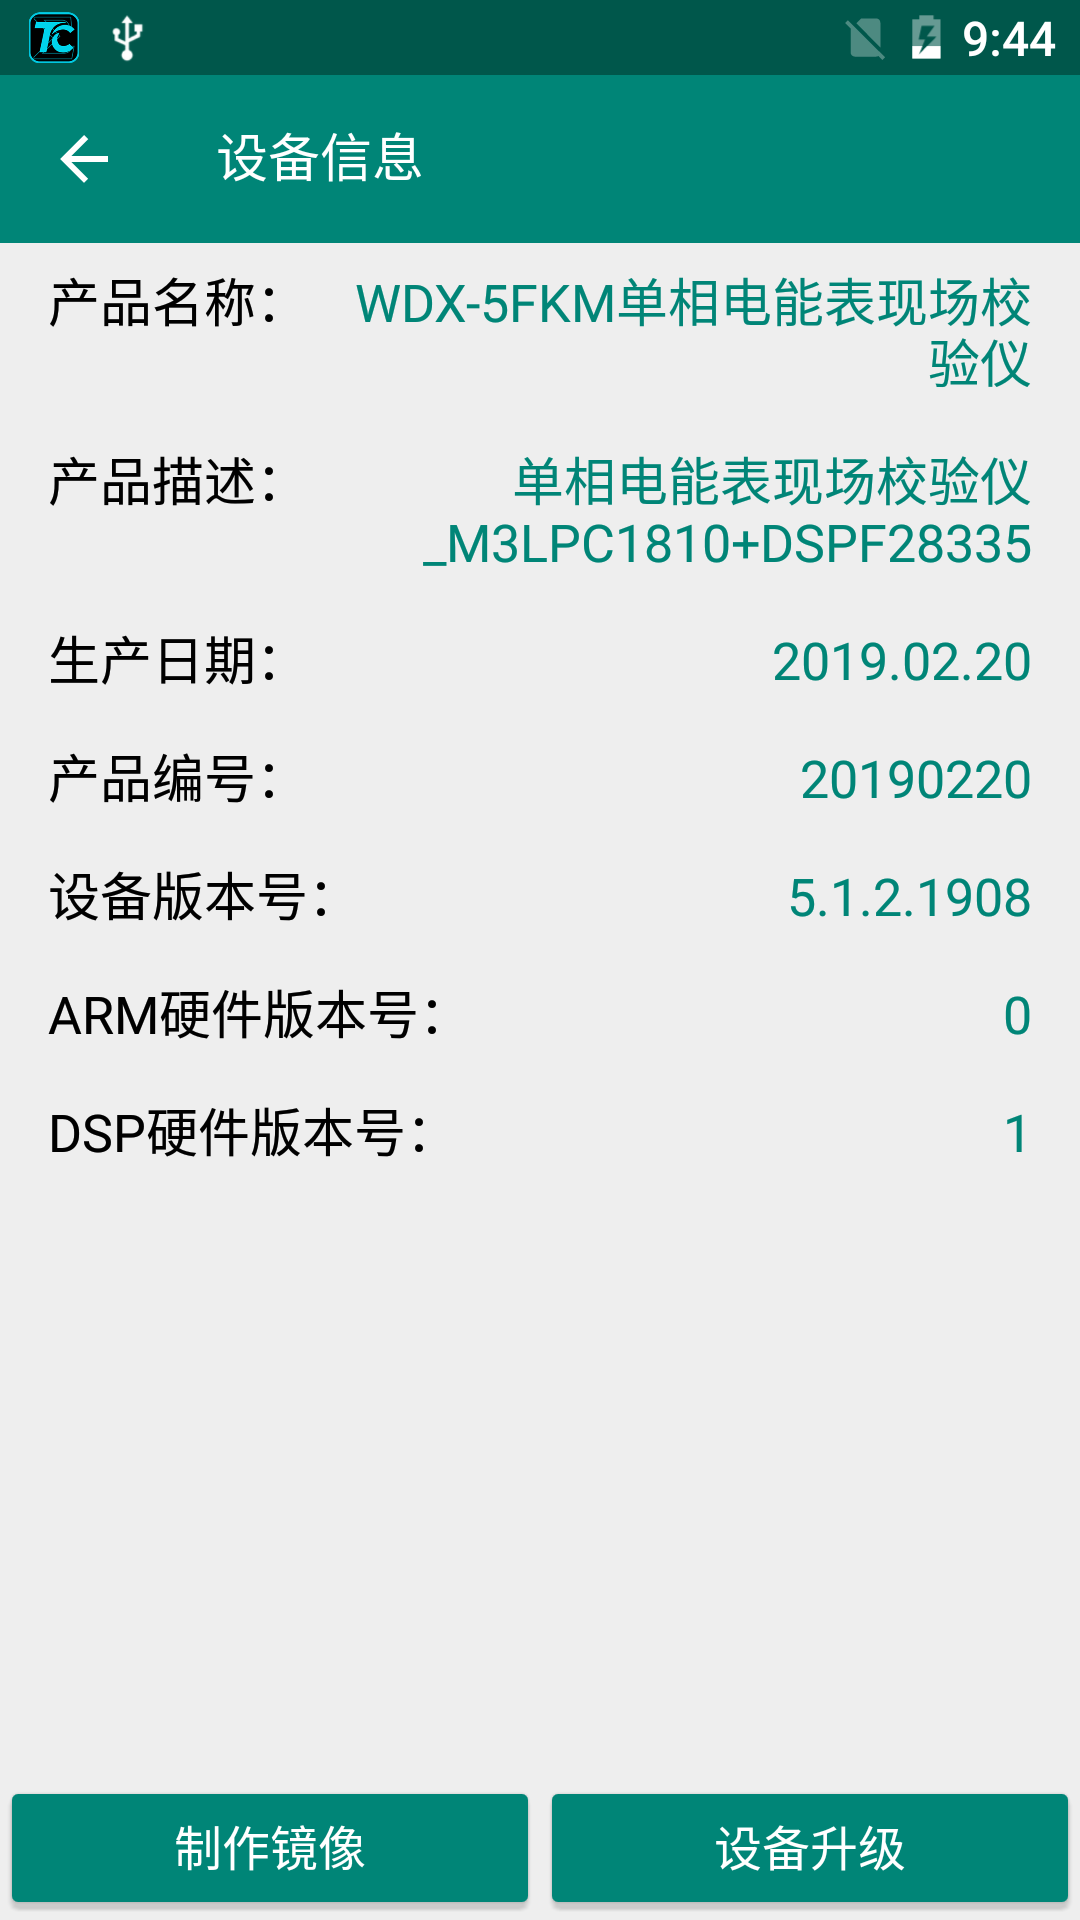 TC
9:44
设备信息
产品名称：
WDX-5FKM单相电能表现场校
验仪
产品描述：
单相电能表现场校验仪
_M3LPC1810+DSPF28335
生产日期：
2019.02.20
产品编号：
20190220
设备版本号：
5.1.2.1908
ARM硬件版本号：
0
DSP硬件版本号：
1
制作镜像
设备升级